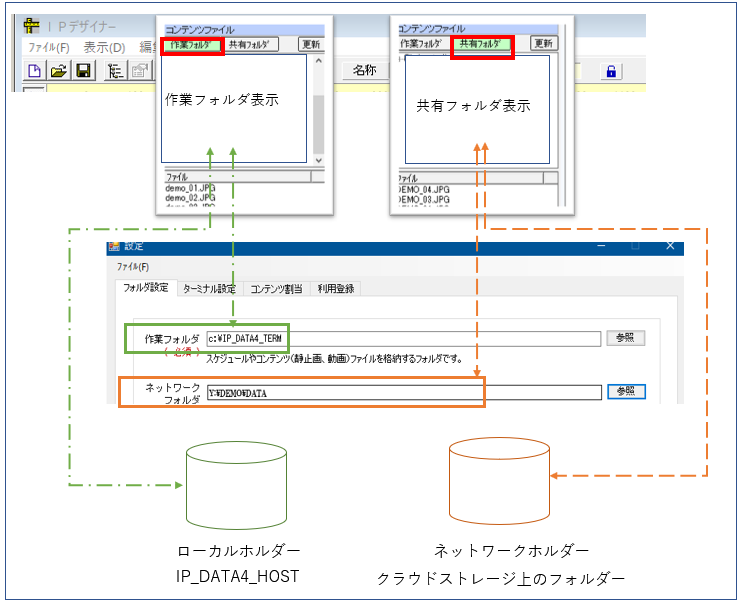 ＩＰデザイナー
ファイル(F) 表示(D) 編集
コンテンツファイル
作業フォルダ 共有フォルダ 更新
作業フォルダ表示
ファイル
demo_01.JPG
demo_02.JPG
コンテンツファイル
作業フォルダ 共有フォルダ 更新
共有フォルダ表示
ファイル
DEMO_04.JPG
DEMO_03.JPG
名称
設定
ファイル(F)
フォルダ設定 ターミナル設定 コンテンツ割当 利用登録
作業フォルダ c:¥IP_DATA4_TERM 参照
(必須)
スケジュールやコンテンツ(静止画、動画)ファイルを格納するフォルダです。
ネットワーク
フォルダ Y:¥DEMO¥DATA 参照
ローカルホルダー
IP_DATA4_HOST
ネットワークホルダー
クラウドストレージ上のフォルダー